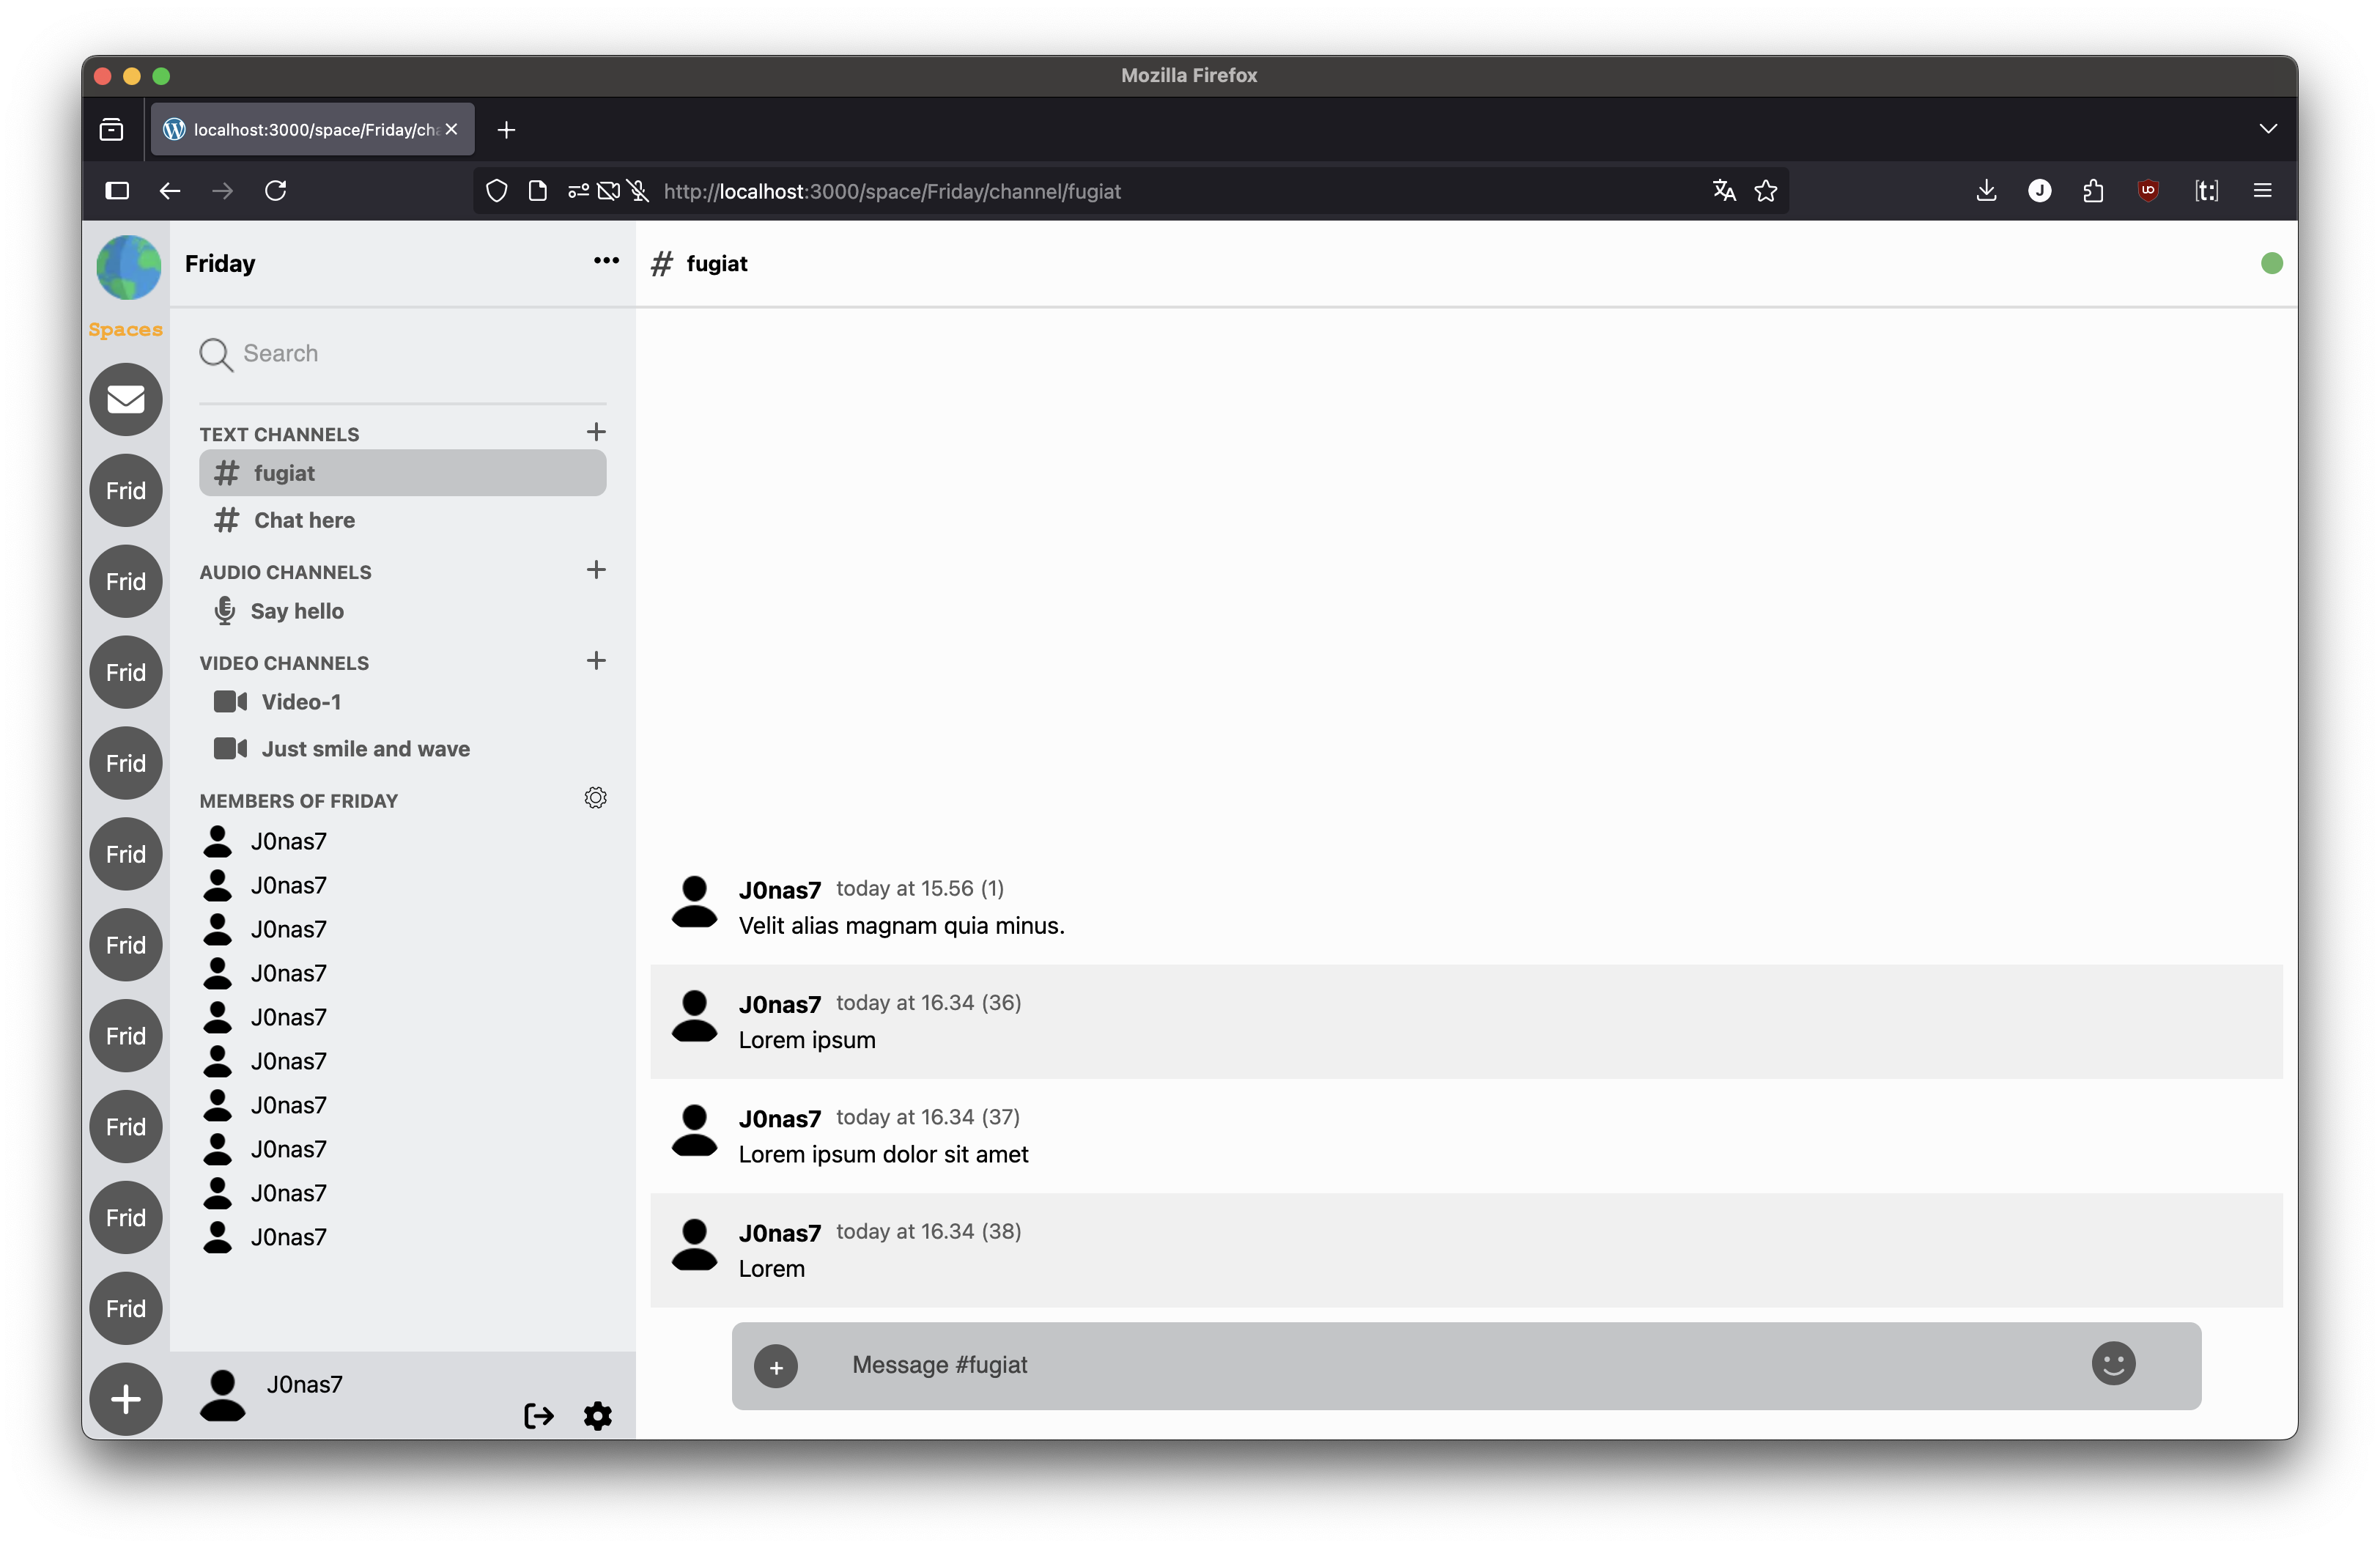 Mozilla Firefox
localhost:3000/space/Friday/cha
http://localhost:3000/space/Friday/channel/fugiat
Spaces
Frid
Frid
Frid
Frid
Frid
Frid
Frid
Frid
Frid
Frid
Friday
Search
TEXT CHANNELS
# fugiat
# Chat here
AUDIO CHANNELS
Say hello
VIDEO CHANNELS
Video-1
Just smile and wave
MEMBERS OF FRIDAY
J0nas7
J0nas7
J0nas7
J0nas7
J0nas7
J0nas7
J0nas7
J0nas7
J0nas7
J0nas7
J0nas7
# fugiat
J0nas7 today at 15.56 (1)
Velit alias magnam quia minus.
J0nas7 today at 16.34 (36)
Lorem ipsum
J0nas7 today at 16.34 (37)
Lorem ipsum dolor sit amet
J0nas7 today at 16.34 (38)
Lorem
Message #fugiat